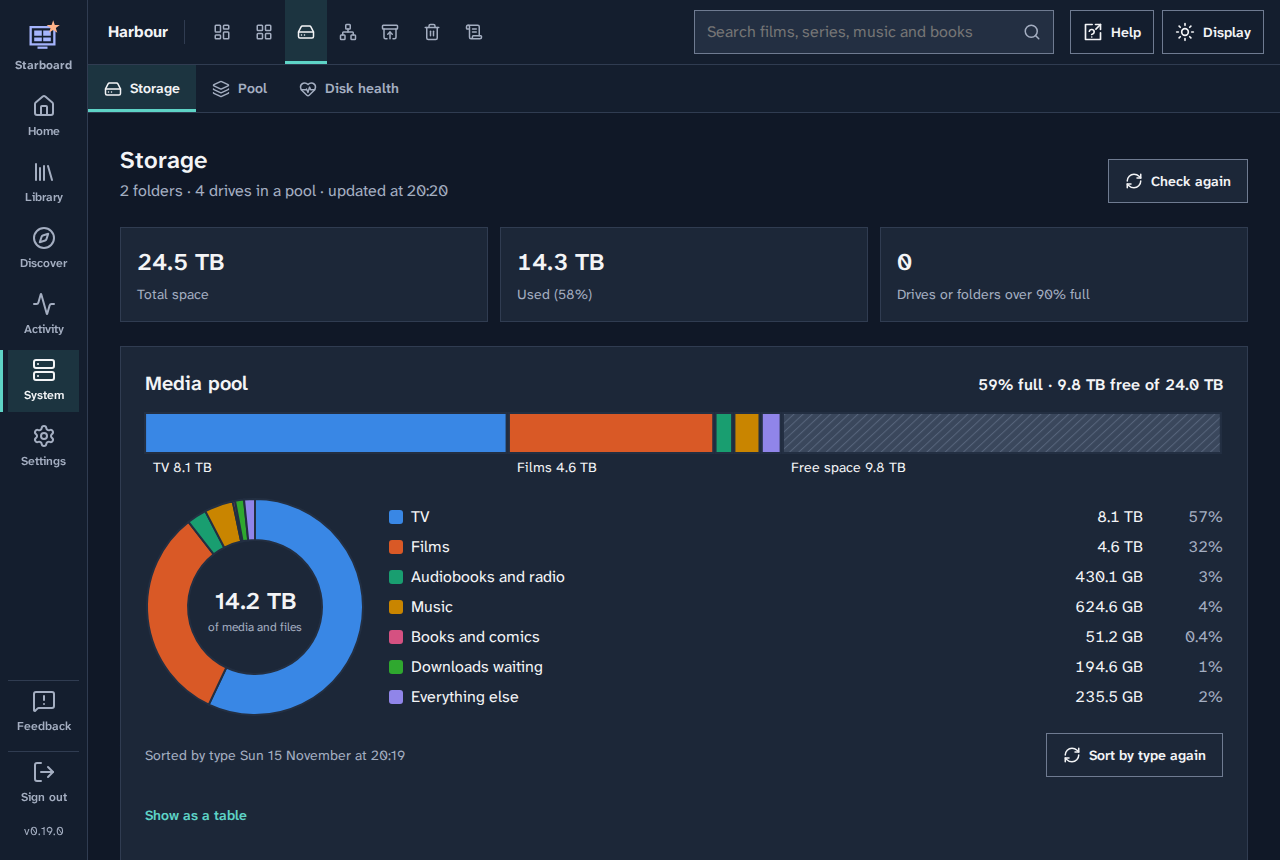 Starboard
Home
Library
Discover
Activity
System
Settings
Feedback
Sign out
v0.19.0
Harbour
Search films, series, music and books
Help
Display
Storage
Pool
Disk health
Storage
2 folders · 4 drives in a pool · updated at 20:20
Check again
24.5 TB
Total space
14.3 TB
Used (58%)
0
Drives or folders over 90% full
Media pool
59% full · 9.8 TB free of 24.0 TB
TV 8.1 TB
Films 4.6 TB
Free space 9.8 TB
14.2 TB
of media and files
TV 8.1 TB 57%
Films 4.6 TB 32%
Audiobooks and radio 430.1 GB 3%
Music 624.6 GB 4%
Books and comics 51.2 GB 0.4%
Downloads waiting 194.6 GB 1%
Everything else 235.5 GB 2%
Sorted by type Sun 15 November at 20:19
Sort by type again
Show as a table